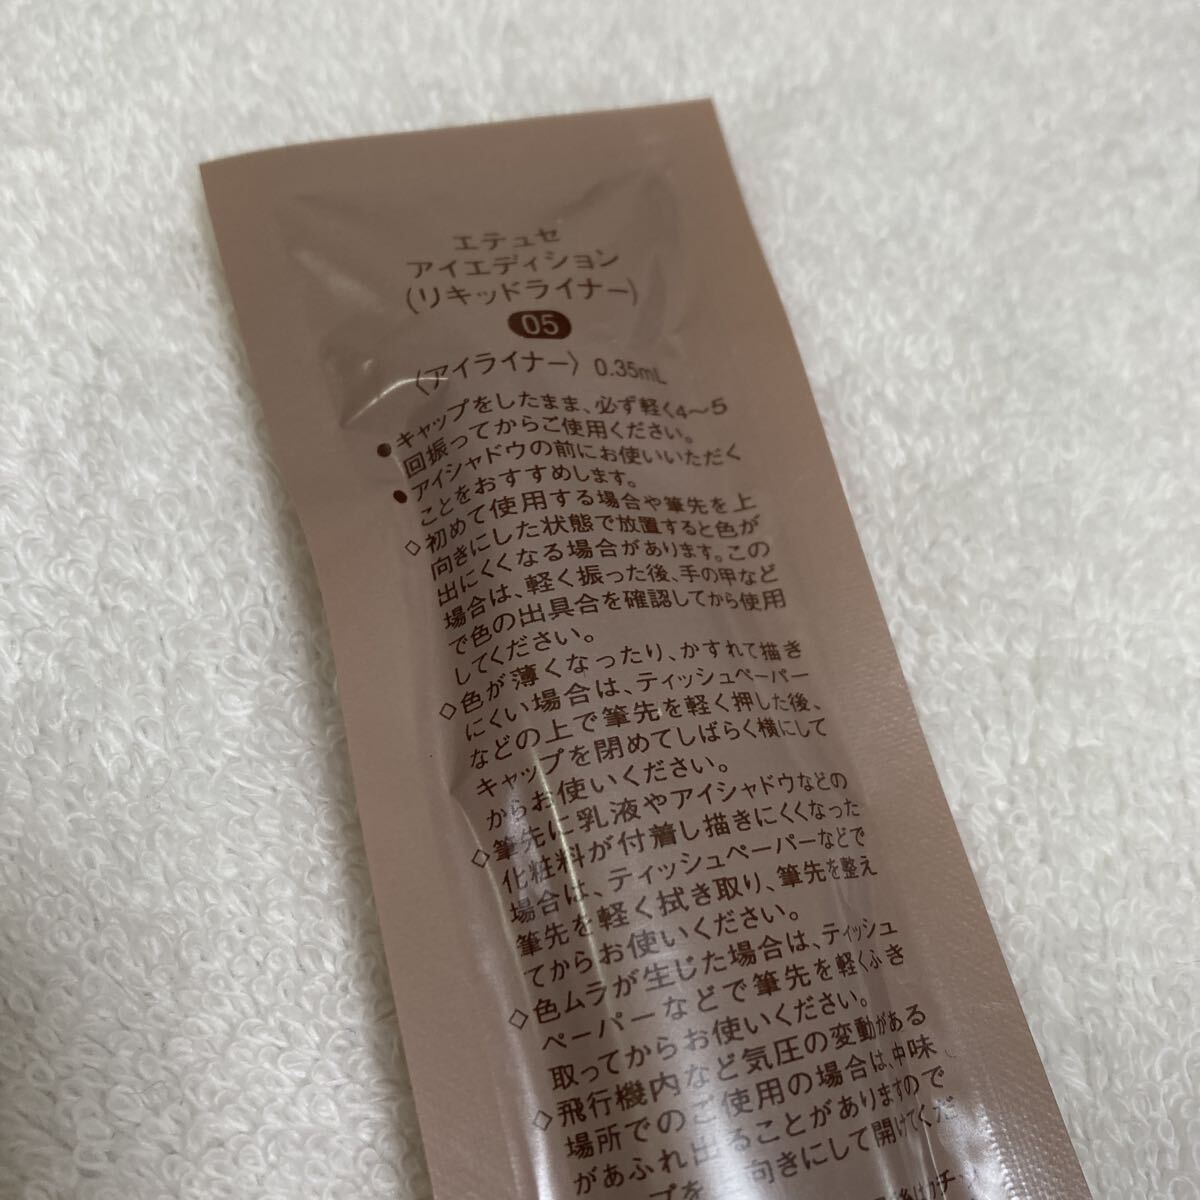 エテュセ
アイエディション
(リキッドライナー)
05
〈アイライナー〉 0.35mL
●キャップをしたまま、必ず軽く4〜5
回振ってからご使用ください。
●アイシャドウの前にお使いいただく
ことをおすすめします。
◇初めて使用する場合や筆先を上
向きにした状態で放置すると色が
出にくくなる場合があります。この
場合は、軽く振った後、手の甲など
で色の出具合を確認してから使用
してください。
◇色が薄くなったり、かすれて描き
にくい場合は、ティッシュペーパー
などの上で筆先を軽く押した後、
キャップを閉めてしばらく横にして
からお使いください。
◇筆先に乳液やアイシャドウなどの
化粧料が付着し描きにくくなった
場合は、ティッシュペーパーなどで
筆先を軽く拭き取り、筆先を整え
てからお使いください。
◇色ムラが生じた場合は、ティッシュ
ペーパーなどで筆先を軽くふき
取ってからお使いください。
◇飛行機内など気圧の変動がある
場所でのご使用の場合は、中味
があふれ出ることがありますので
プを 向きにして開けてくだ